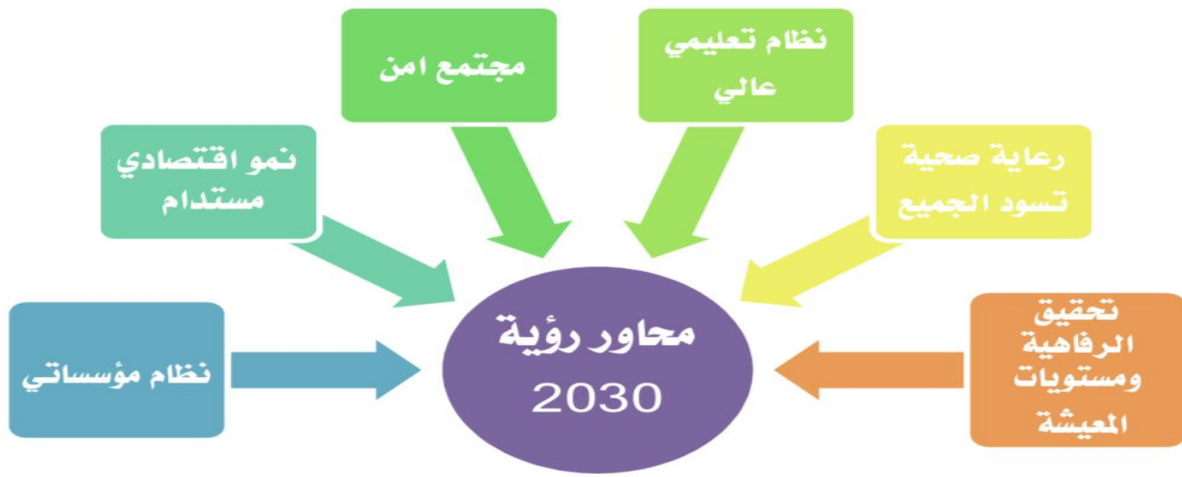 نظام تعليمي
عالي
مجتمع امن
رعاية صحية
تسود الجميع
نمو اقتصادي
مستدام
تحقيق
الرفاهية
ومستويات
المعيشة
نظام مؤسساتي
محاور رؤية
2030